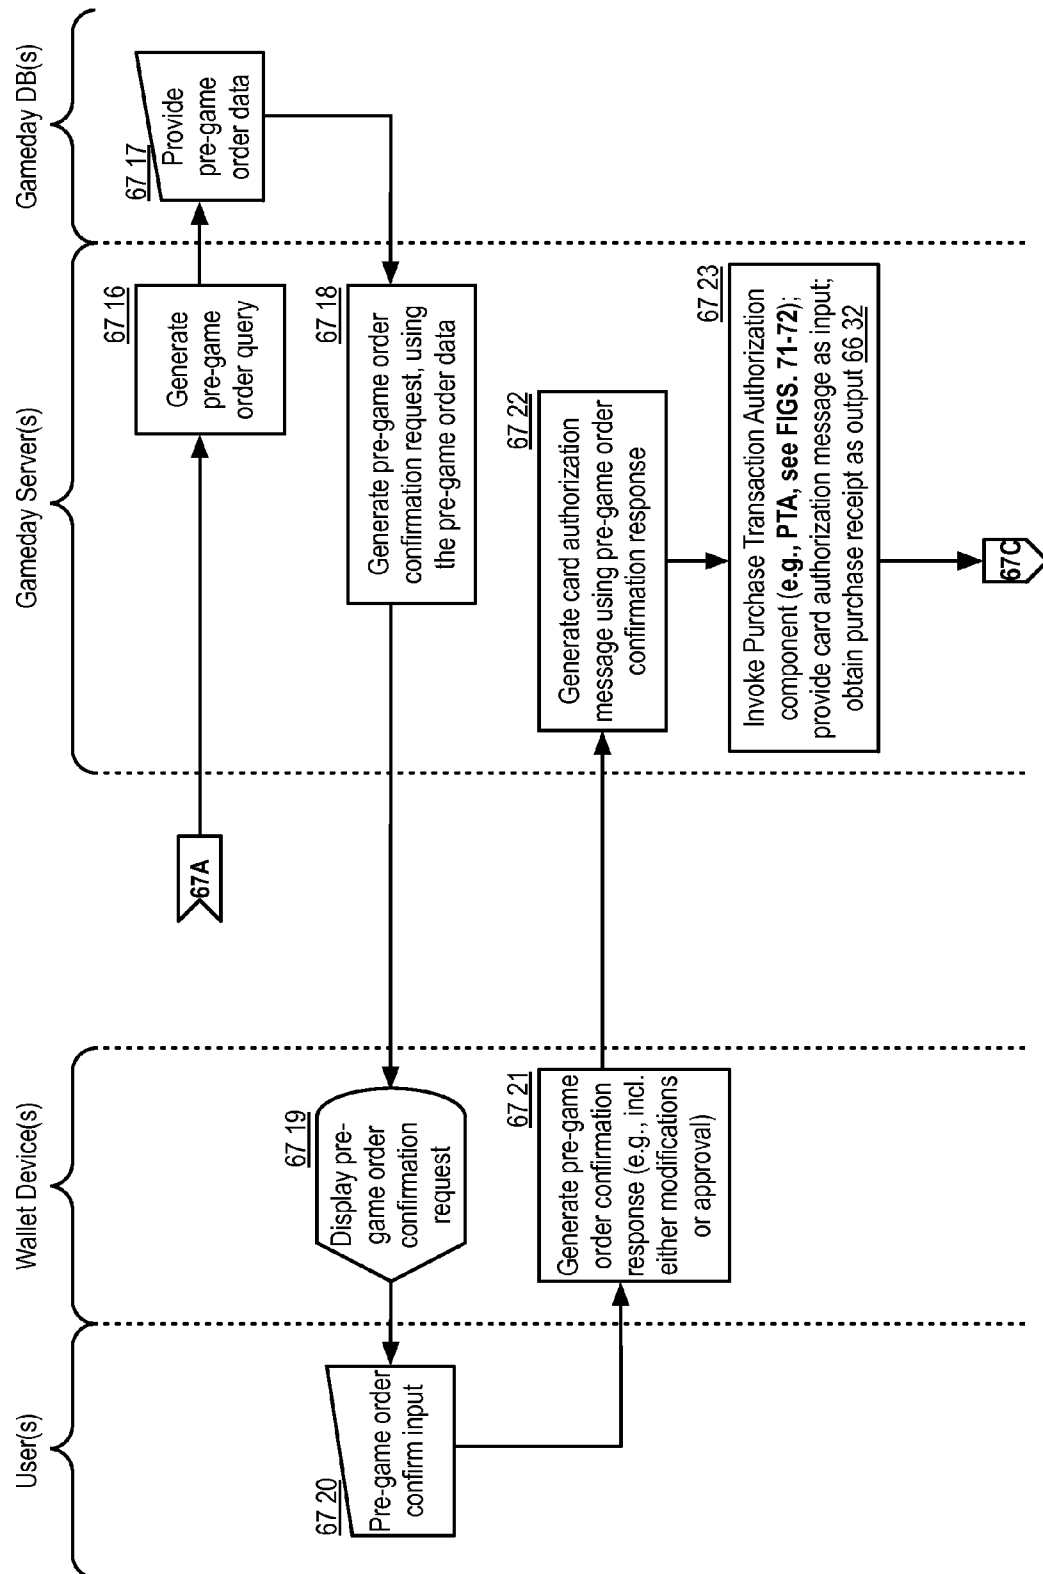 User(s)
Wallet Device(s)
Gameday Server(s)
Gameday DB(s)
67A
67 16
Generate
pre-game
order query
67 17
Provide
pre-game
order data
67 18
Generate pre-game order
confirmation request, using
the pre-game order data
67 19
Display pre-
game order
confirmation
request
67 20
Pre-game order
confirm input
67 21
Generate pre-game
order confirmation
response (e.g., incl.
either modifications
or approval)
67 22
Generate card authorization
message using pre-game order
confirmation response
67 23
Invoke Purchase Transaction Authorization
component (e.g., PTA, see FIGS. 71-72);
provide card authorization message as input;
obtain purchase receipt as output 66 32
67C